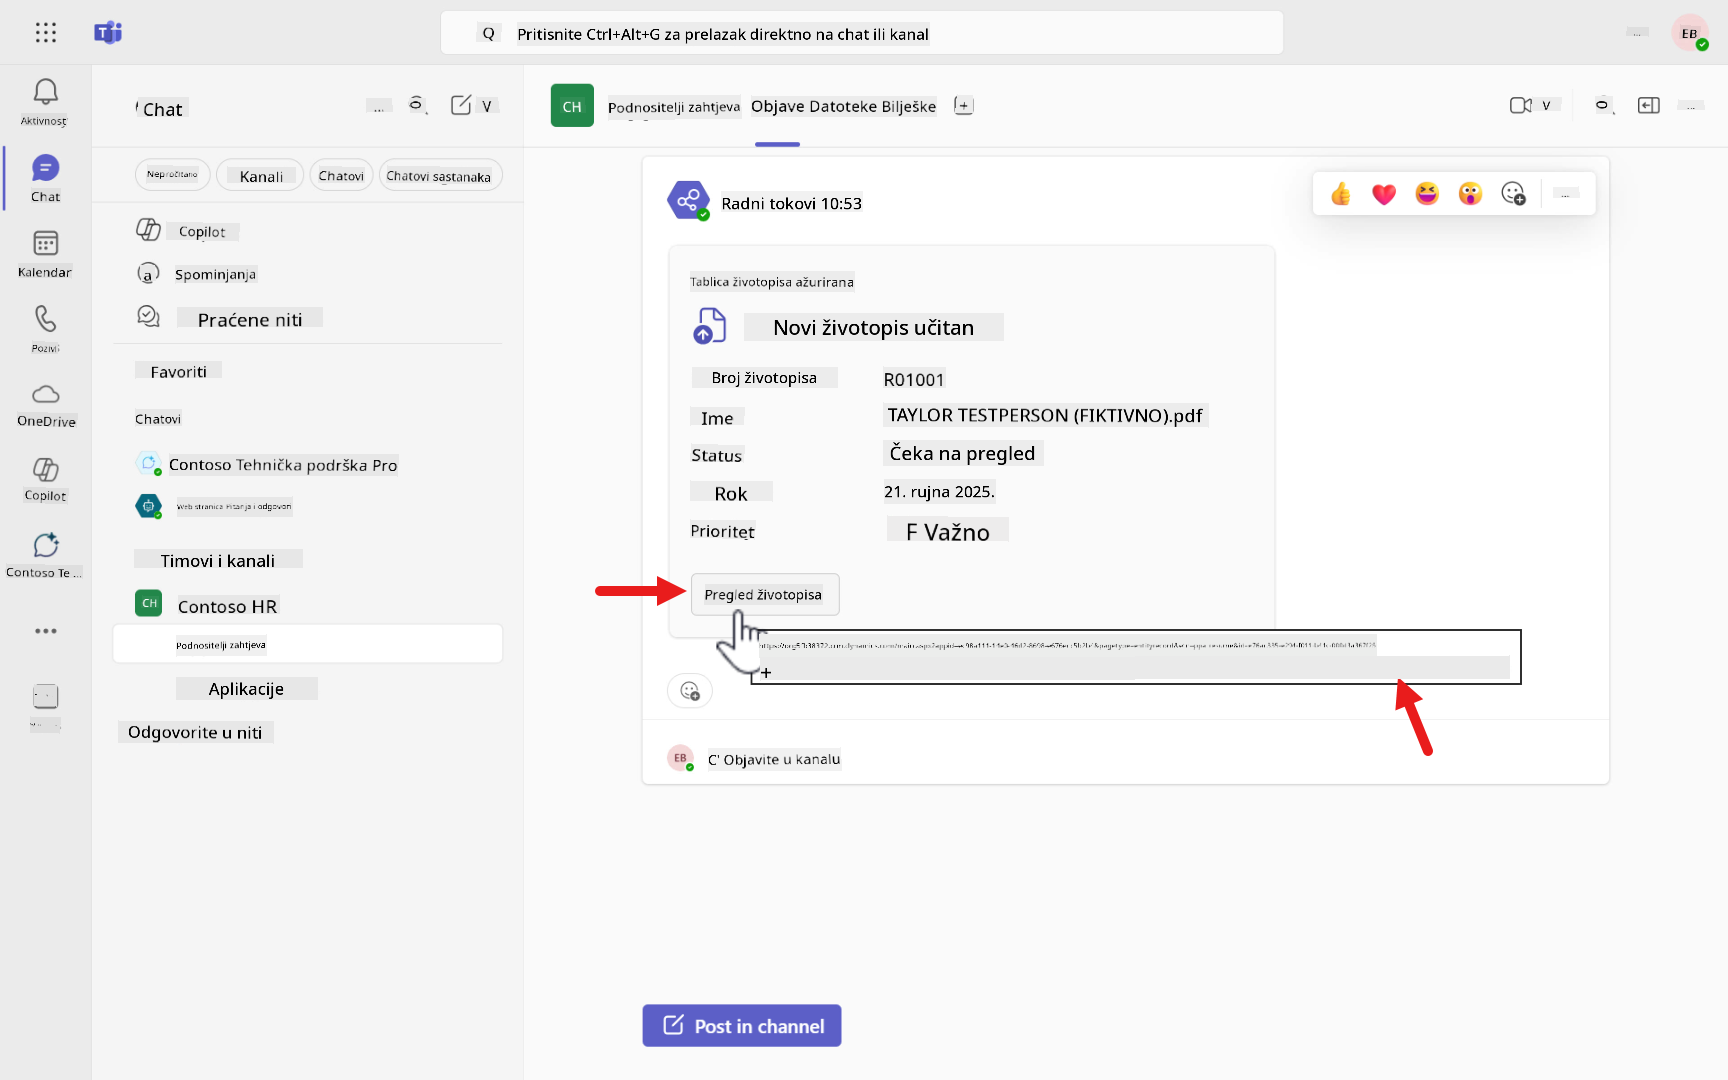 Q Pritisnite Ctrl+Alt+G za prelazak direktno na chat ili kanal
... EB
Aktivnost
Chat
Kalendar
Pozivi
OneDrive
Copilot
Contoso Te ...
Chat
... V
Nepročitano Kanali Chatovi Chatovi sastanaka
Copilot
Spominjanja
Praćene niti
Favoriti
Chatovi
Contoso Tehnička podrška Pro
Web stranica Pitanja i odgovori
Timovi i kanali
CH Contoso HR
Podnositelji zahtjeva
Aplikacije
Odgovorite u niti
CH Podnositelji zahtjeva Objave Datoteke Bilješke
V ...
Radni tokovi 10:53
...
Tablica životopisa ažurirana
Novi životopis učitan
Broj životopisa R01001
Ime TAYLOR TESTPERSON (FIKTIVNO).pdf
Status Čeka na pregled
Rok 21. rujna 2025.
Prioritet F Važno
Pregled životopisa
+
EB C' Objavite u kanalu
Post in channel